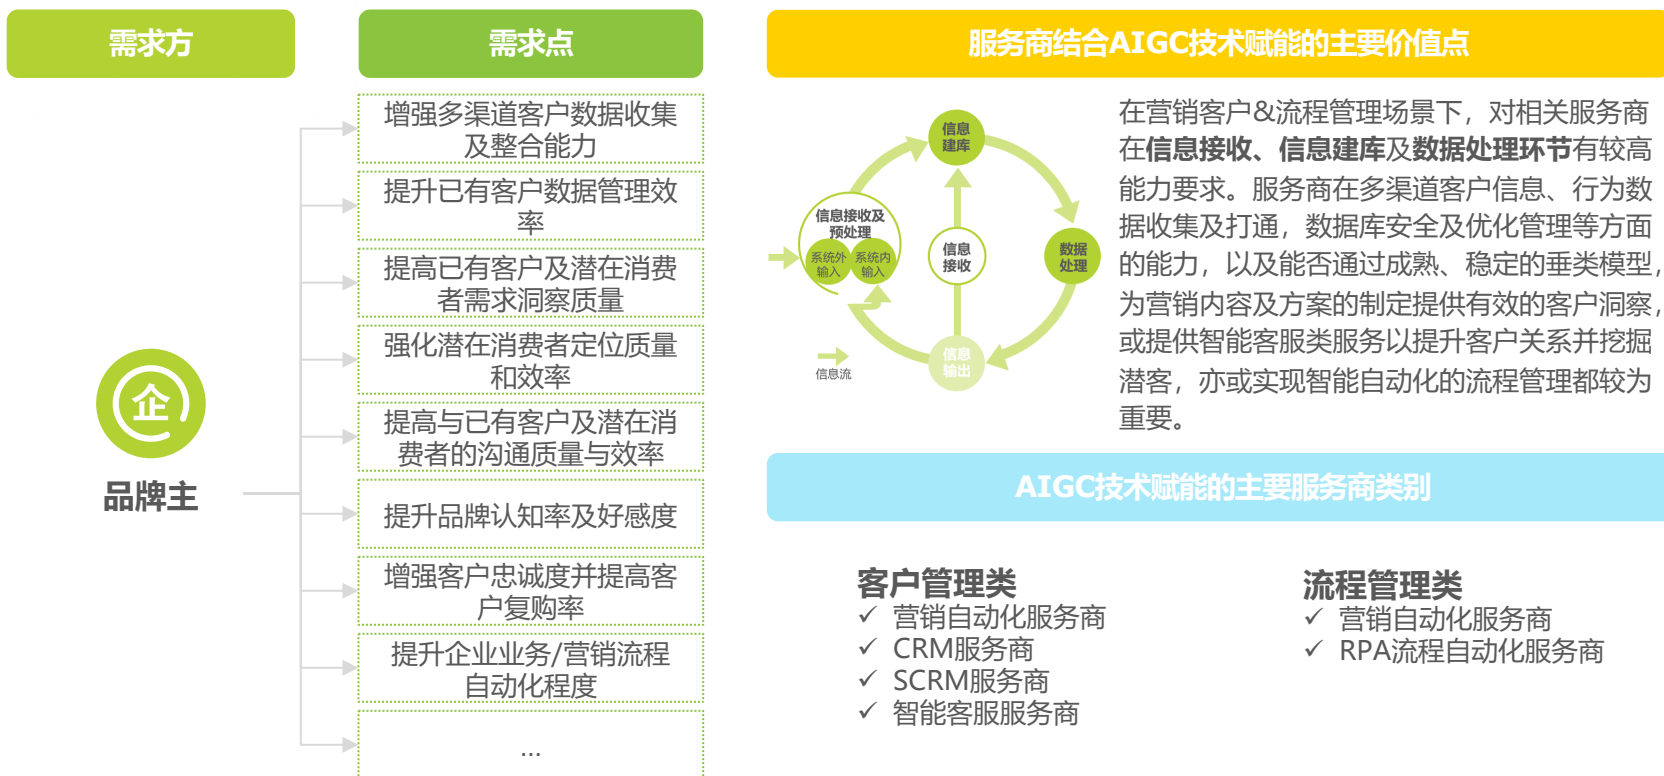 需求方
需求点
服务商结合AIGC技术赋能的主要价值点
企
品牌主
增强多渠道客户数据收集
及整合能力
提升已有客户数据管理效
率
提高已有客户及潜在消费
者需求洞察质量
强化潜在消费者定位质量
和效率
提高与已有客户及潜在消
费者的沟通质量与效率
提升品牌认知率及好感度
增强客户忠诚度并提高客
户复购率
提升企业业务/营销流程
自动化程度
...
信息
建库
信息接收及
预处理
系统外
输入
系统内
输入
信息
接收
数据
处理
信息
输出
信息流
在营销客户&流程管理场景下，对相关服务商
在信息接收、信息建库及数据处理环节有较高
能力要求。服务商在多渠道客户信息、行为数
据收集及打通，数据库安全及优化管理等方面
的能力，以及能否通过成熟、稳定的垂类模型，
为营销内容及方案的制定提供有效的客户洞察，
或提供智能客服类服务以提升客户关系并挖掘
潜客，亦或实现智能自动化的流程管理都较为
重要。
AIGC技术赋能的主要服务商类别
客户管理类
✓ 营销自动化服务商
✓ CRM服务商
✓ SCRM服务商
✓ 智能客服服务商
流程管理类
✓ 营销自动化服务商
✓ RPA流程自动化服务商